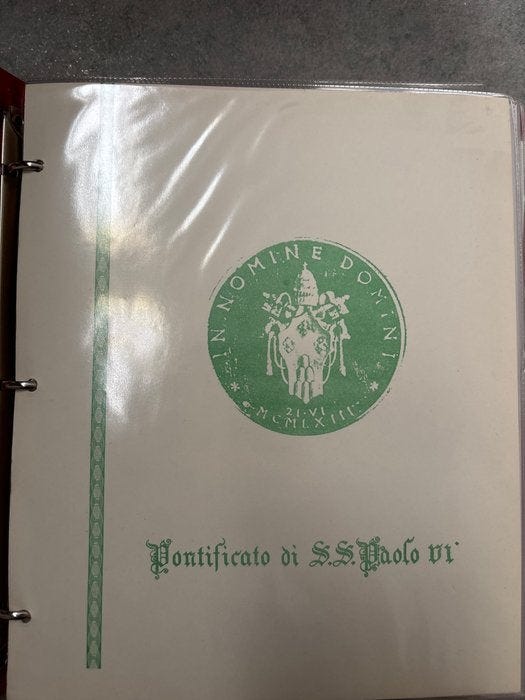 IN NOMINE DOMINI
21·VI
MCMLXIII
Pontificato di S.S. Paolo VI°